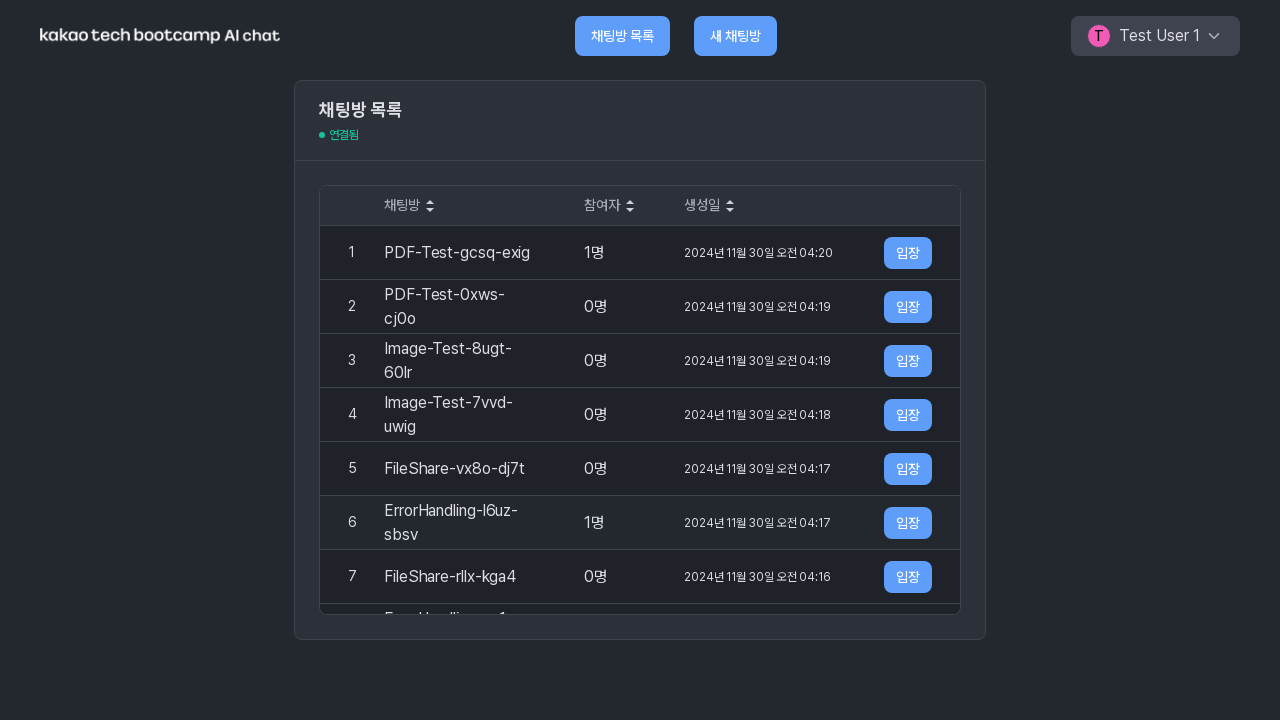 kakao tech bootcamp AI chat
채팅방 목록
새 채팅방
T
Test User 1
채팅방 목록
연결됨
채팅방
참여자
생성일
1
PDF-Test-gcsq-exig
1명
2024년 11월 30일 오전 04:20
입장
2
PDF-Test-0xws-
cj0o
0명
2024년 11월 30일 오전 04:19
입장
3
Image-Test-8ugt-
60lr
0명
2024년 11월 30일 오전 04:19
입장
4
Image-Test-7vvd-
uwig
0명
2024년 11월 30일 오전 04:18
입장
5
FileShare-vx8o-dj7t
0명
2024년 11월 30일 오전 04:17
입장
6
ErrorHandling-l6uz-
sbsv
1명
2024년 11월 30일 오전 04:17
입장
7
FileShare-rllx-kga4
0명
2024년 11월 30일 오전 04:16
입장